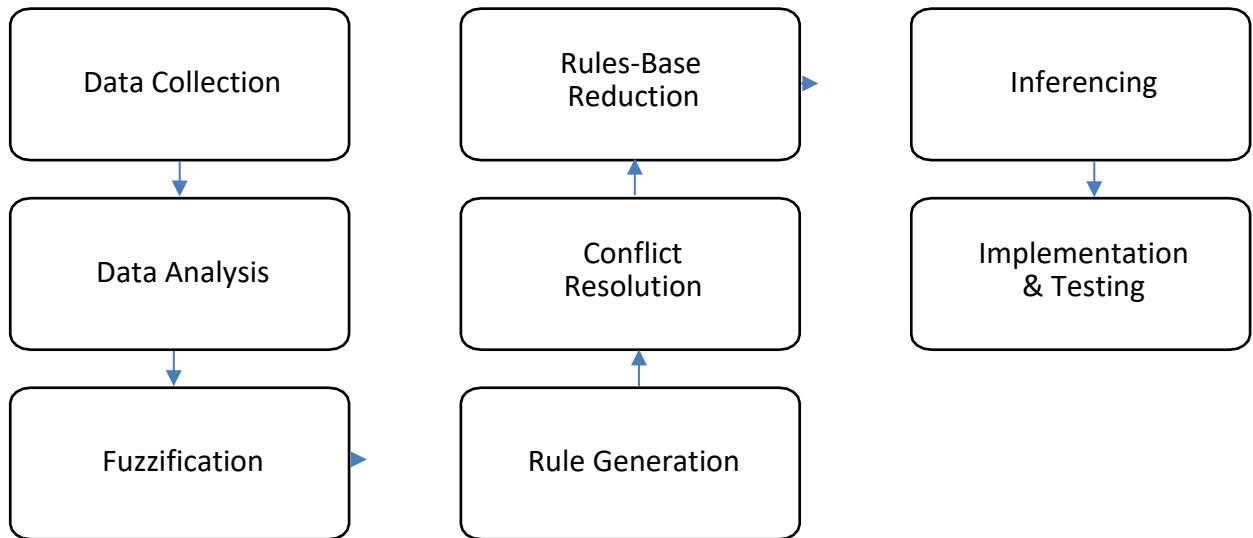 Data Collection
Data Analysis
Fuzzification
Rules-Base
Reduction
Conflict
Resolution
Rule Generation
Inferencing
Implementation
& Testing